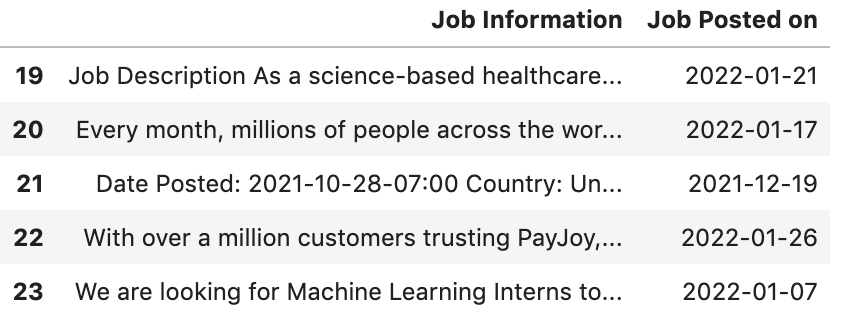 Job Information Job Posted on
19 Job Description As a science-based healthcare... 2022-01-21
20 Every month, millions of people across the wor... 2022-01-17
21 Date Posted: 2021-10-28-07:00 Country: Un... 2021-12-19
22 With over a million customers trusting PayJoy,... 2022-01-26
23 We are looking for Machine Learning Interns to... 2022-01-07